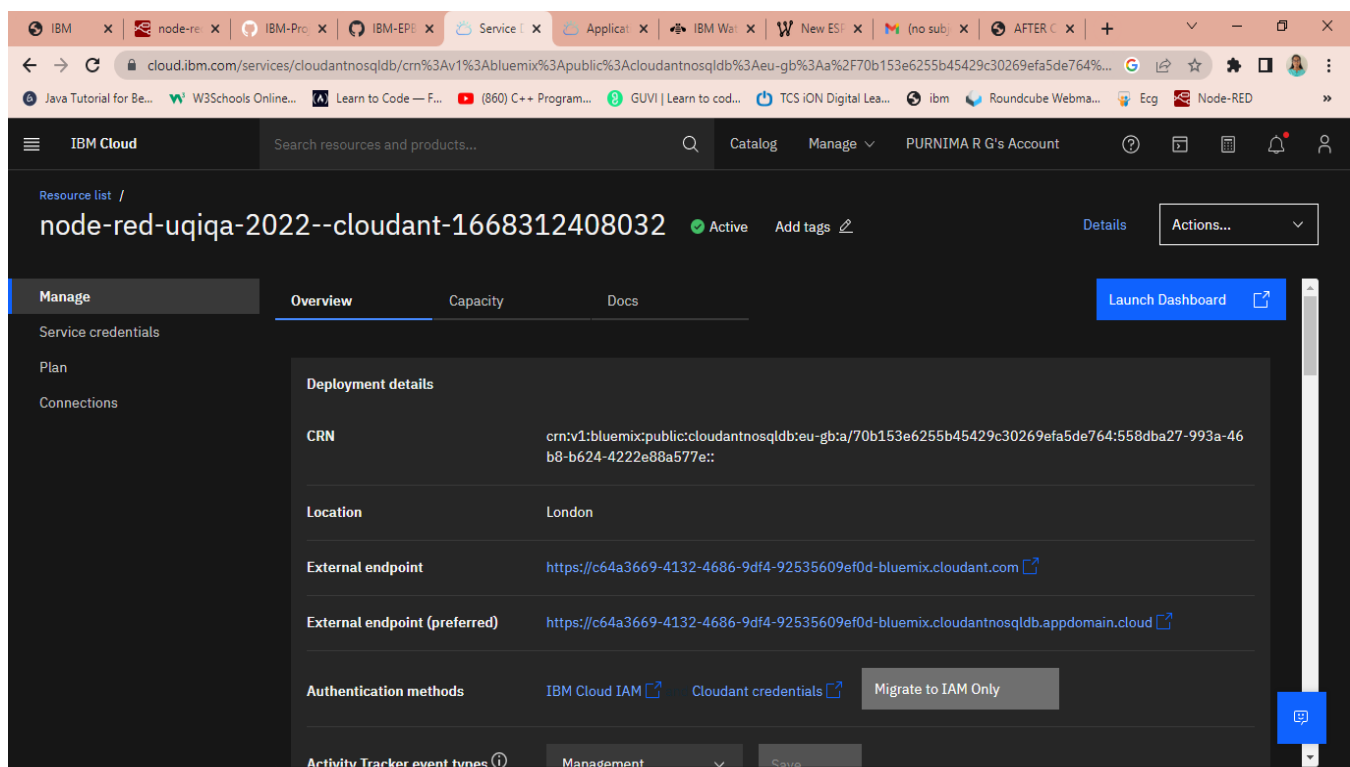 IBM
node-re
IBM-Pro
IBM-EPB
Service D
Applicat
IBM Wat
New ESP
M (no subj
AFTER C
cloud.ibm.com/services/cloudantnosqldb/crn%3Av1%3Abluemix%3Apublic%3Acloudantnosqldb%3Aeu-gb%3Aa%2F70b153e6255b45429c30269efa5de764%...
Java Tutorial for Be...
W3Schools Online...
Learn to Code — F...
(860) C++ Program...
GUVI | Learn to cod...
TCS iON Digital Lea...
ibm
Roundcube Webma...
Ecg
Node-RED
»
IBM Cloud
Search resources and products...
Catalog
Manage
PURNIMA R G's Account
Resource list /
node-red-uqiqa-2022--cloudant-1668312408032
Active
Add tags
Details
Actions...
Manage
Service credentials
Plan
Connections
Overview
Capacity
Docs
Launch Dashboard
Deployment details
CRN
crn:v1:bluemix:public:cloudantnosqldb:eu-gb:a/70b153e6255b45429c30269efa5de764:558dba27-993a-46
b8-b624-4222e88a577e::
Location
London
External endpoint
https://c64a3669-4132-4686-9df4-92535609ef0d-bluemix.cloudant.com
External endpoint (preferred)
https://c64a3669-4132-4686-9df4-92535609ef0d-bluemix.cloudantnosqldb.appdomain.cloud
Authentication methods
IBM Cloud IAM
Cloudant credentials
Migrate to IAM Only
Activity Tracker event types
Management
Save